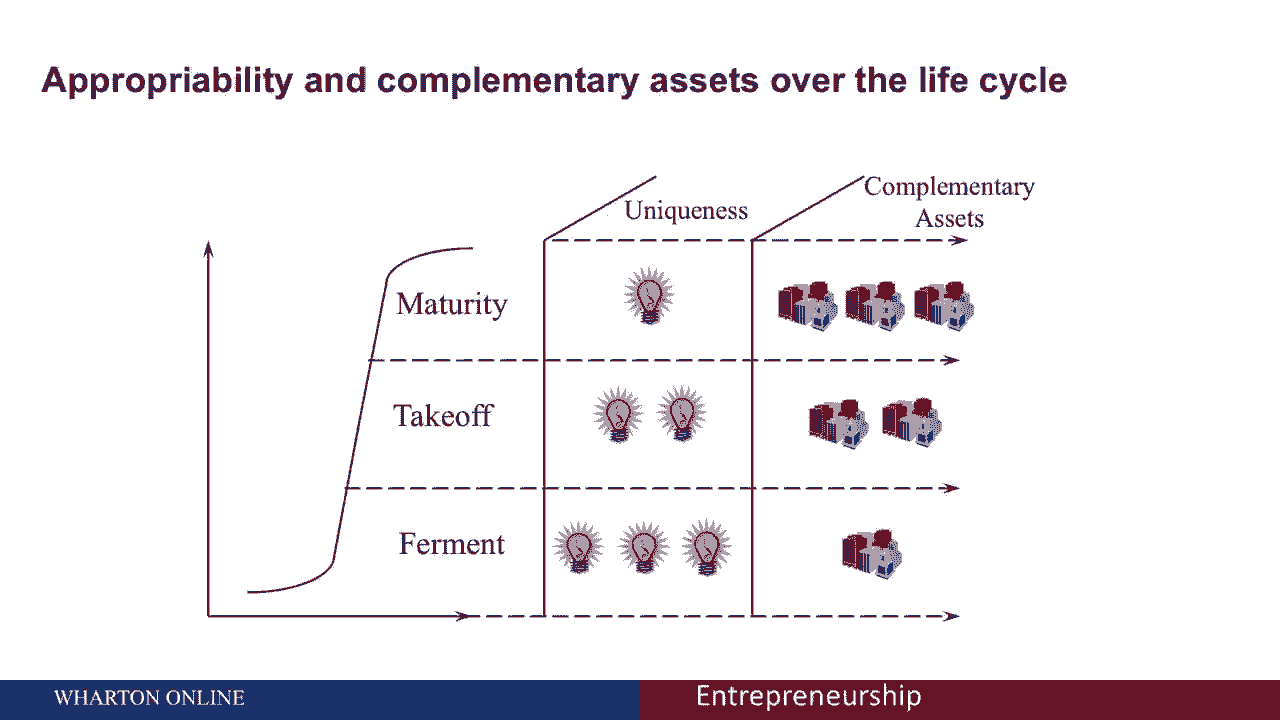 Appropriability and complementary assets over the life cycle
Uniqueness
Complementary
Assets
Maturity
Takeoff
Ferment
WHARTON ONLINE
Entrepreneurship